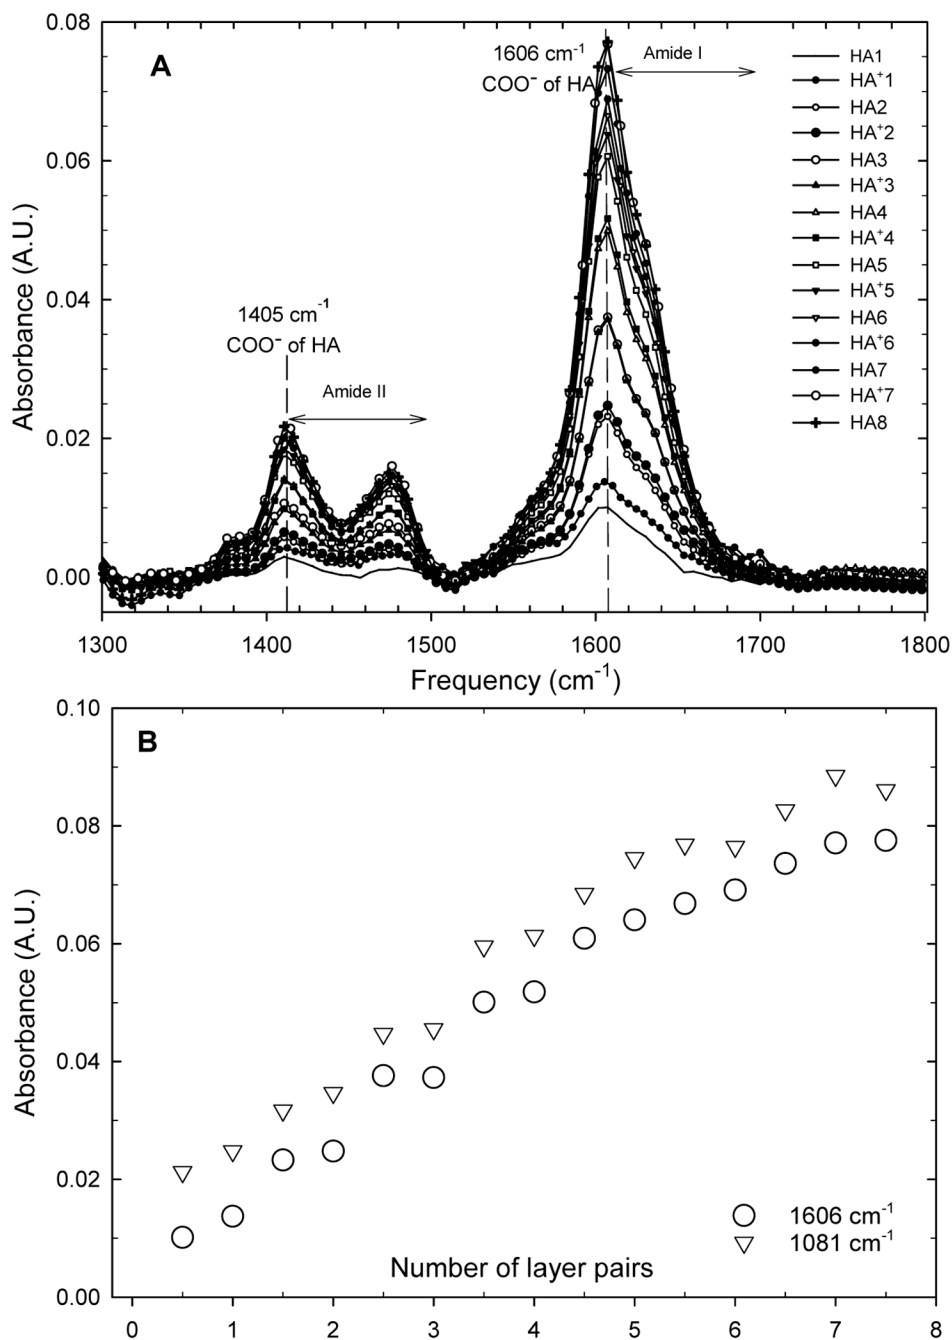 A
1606 cm⁻¹
COO⁻ of HA
Amide I
1405 cm⁻¹
COO⁻ of HA
Amide II
HA1
HA⁺1
HA2
HA⁺2
HA3
HA⁺3
HA4
HA⁺4
HA5
HA⁺5
HA6
HA⁺6
HA7
HA⁺7
HA8
Absorbance (A.U.)
0.08
0.06
0.04
0.02
0.00
1300 1400 1500 1600 1700 1800
Frequency (cm⁻¹)
B
Absorbance (A.U.)
0.10
0.08
0.06
0.04
0.02
0.00
1606 cm⁻¹
1081 cm⁻¹
Number of layer pairs
0 1 2 3 4 5 6 7 8